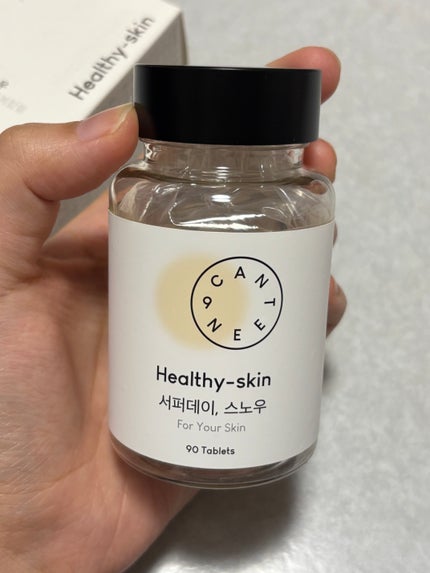 Healthy-skin
CANTEEN9
Healthy-skin
서퍼데이, 스노우
For Your Skin
90 Tablets